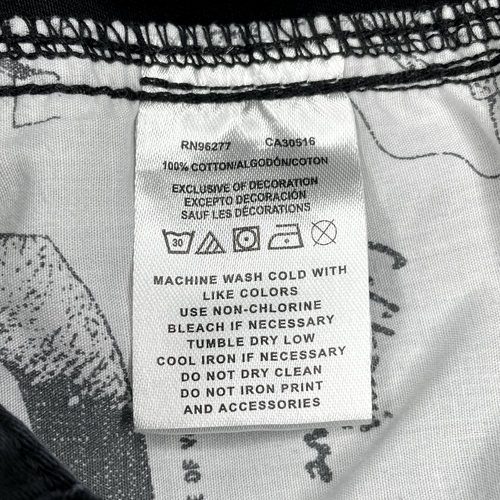 RN96277 CA30516
100% COTTON/ALGODÓN/COTON
EXCLUSIVE OF DECORATION
EXCEPTO DECORACIÓN
SAUF LES DÉCORATIONS
30
MACHINE WASH COLD WITH
LIKE COLORS
USE NON-CHLORINE
BLEACH IF NECESSARY
TUMBLE DRY LOW
COOL IRON IF NECESSARY
DO NOT DRY CLEAN
DO NOT IRON PRINT
AND ACCESSORIES